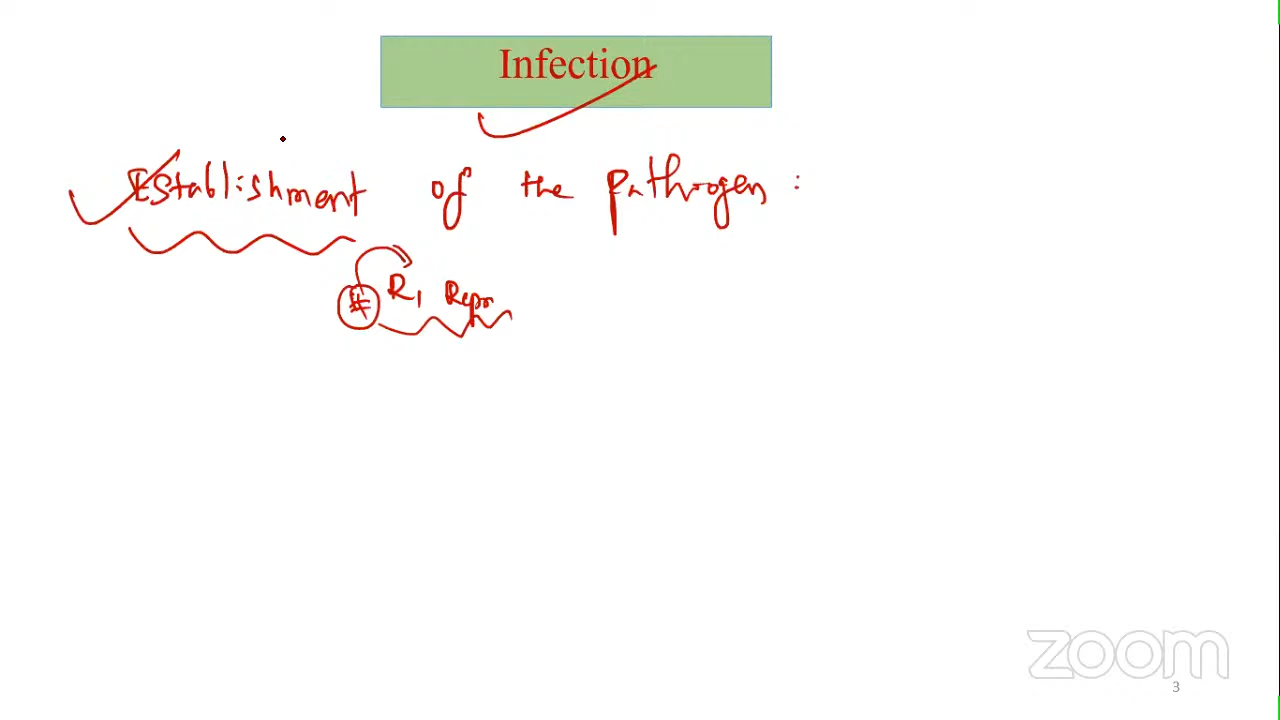 Infection
Establishment of the pathogen :
# R, Repr
zoom
3